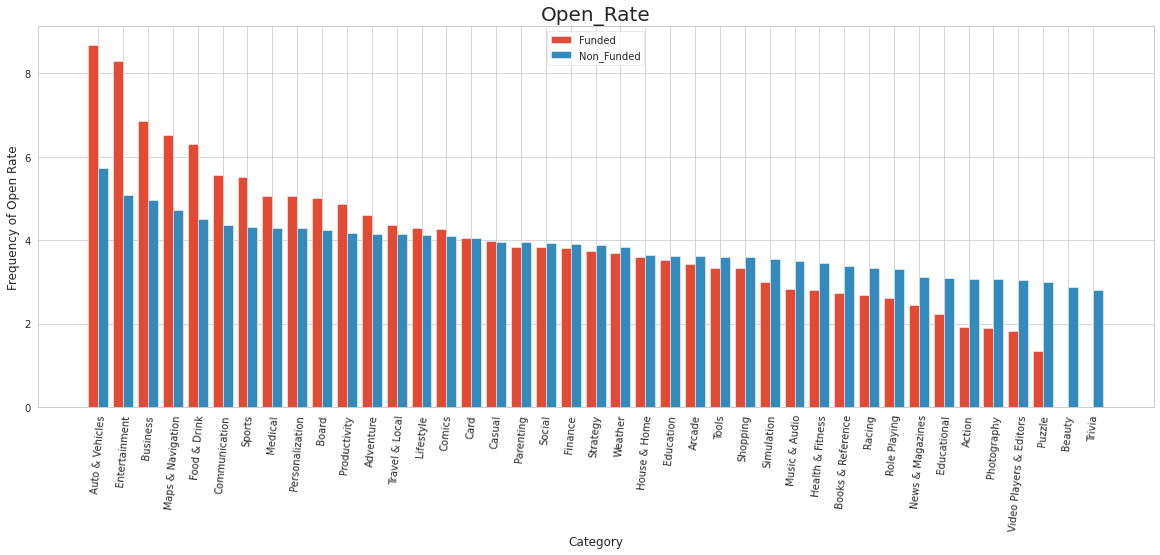 Open_Rate
Funded
Non_Funded
Frequency of Open Rate
8
6
4
2
0
Auto & Vehicles
Entertainment
Business
Maps & Navigation
Food & Drink
Communication
Sports
Medical
Personalization
Board
Productivity
Adventure
Travel & Local
Lifestyle
Comics
Card
Casual
Parenting
Social
Finance
Strategy
Weather
House & Home
Education
Arcade
Tools
Shopping
Simulation
Music & Audio
Health & Fitness
Books & Reference
Racing
Role Playing
News & Magazines
Educational
Action
Photography
Video Players & Editors
Puzzle
Beauty
Trivia
Category